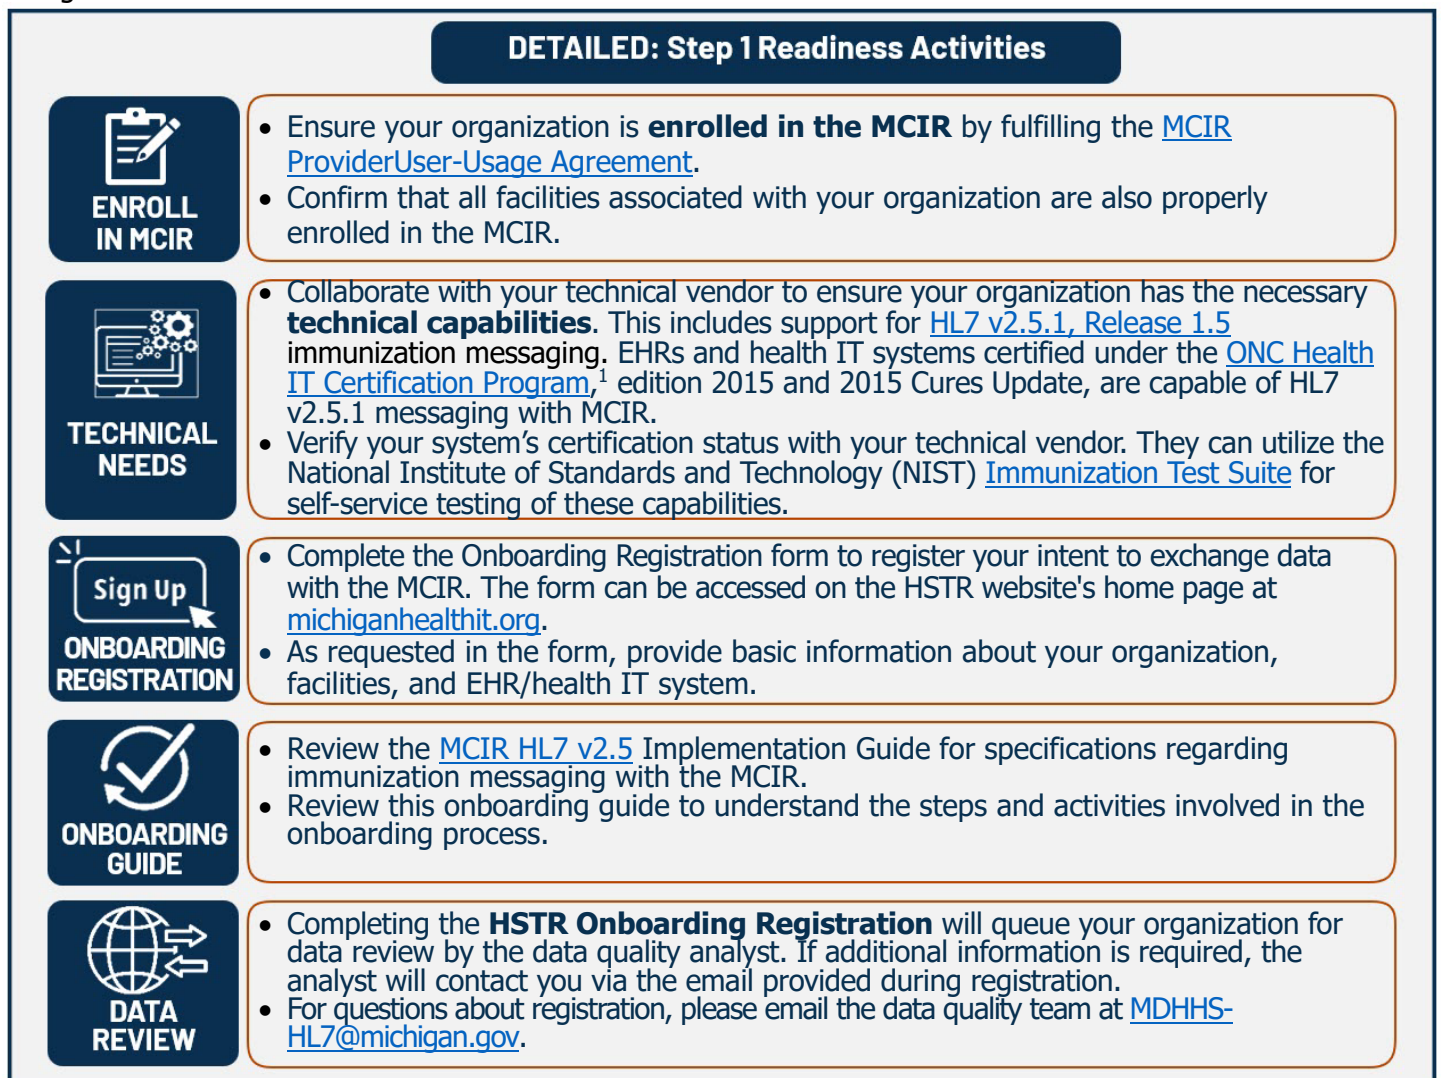 DETAILED: Step 1 Readiness Activities
ENROLL
IN MCIR
• Ensure your organization is enrolled in the MCIR by fulfilling the MCIR
ProviderUser-Usage Agreement.
• Confirm that all facilities associated with your organization are also properly
enrolled in the MCIR.
TECHNICAL
NEEDS
• Collaborate with your technical vendor to ensure your organization has the necessary
technical capabilities. This includes support for HL7 v2.5.1, Release 1.5
immunization messaging. EHRs and health IT systems certified under the ONC Health
IT Certification Program,1 edition 2015 and 2015 Cures Update, are capable of HL7
v2.5.1 messaging with MCIR.
• Verify your system’s certification status with your technical vendor. They can utilize the
National Institute of Standards and Technology (NIST) Immunization Test Suite for
self-service testing of these capabilities.
Sign Up
ONBOARDING
REGISTRATION
• Complete the Onboarding Registration form to register your intent to exchange data
with the MCIR. The form can be accessed on the HSTR website's home page at
michiganhealthit.org.
• As requested in the form, provide basic information about your organization,
facilities, and EHR/health IT system.
ONBOARDING
GUIDE
• Review the MCIR HL7 v2.5 Implementation Guide for specifications regarding
immunization messaging with the MCIR.
• Review this onboarding guide to understand the steps and activities involved in the
onboarding process.
DATA
REVIEW
• Completing the HSTR Onboarding Registration will queue your organization for
data review by the data quality analyst. If additional information is required, the
analyst will contact you via the email provided during registration.
• For questions about registration, please email the data quality team at MDHHS-
HL7@michigan.gov.